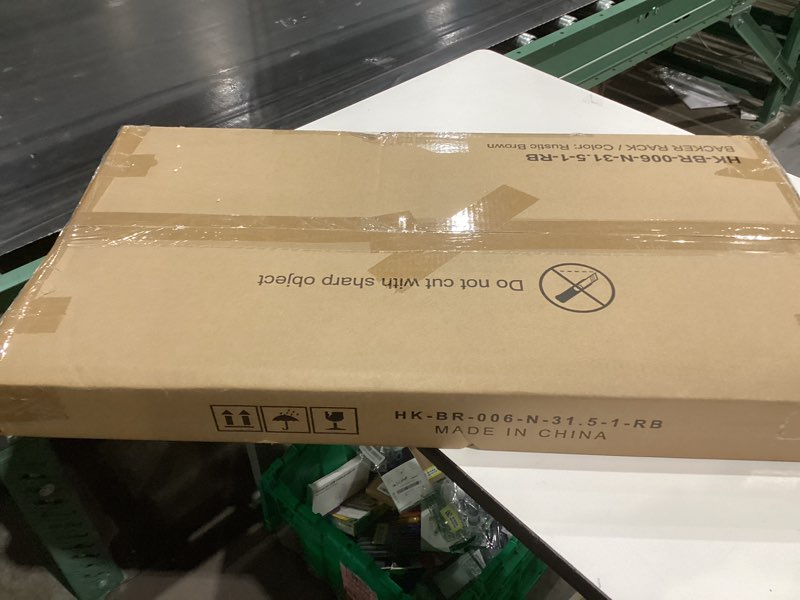 HK-BR-006-N-31.5-1-RB
BACKER RACK / Color: Rustic Brown
Do not cut with sharp object
HK-BR-006-N-31.5-1-RB
MADE IN CHINA